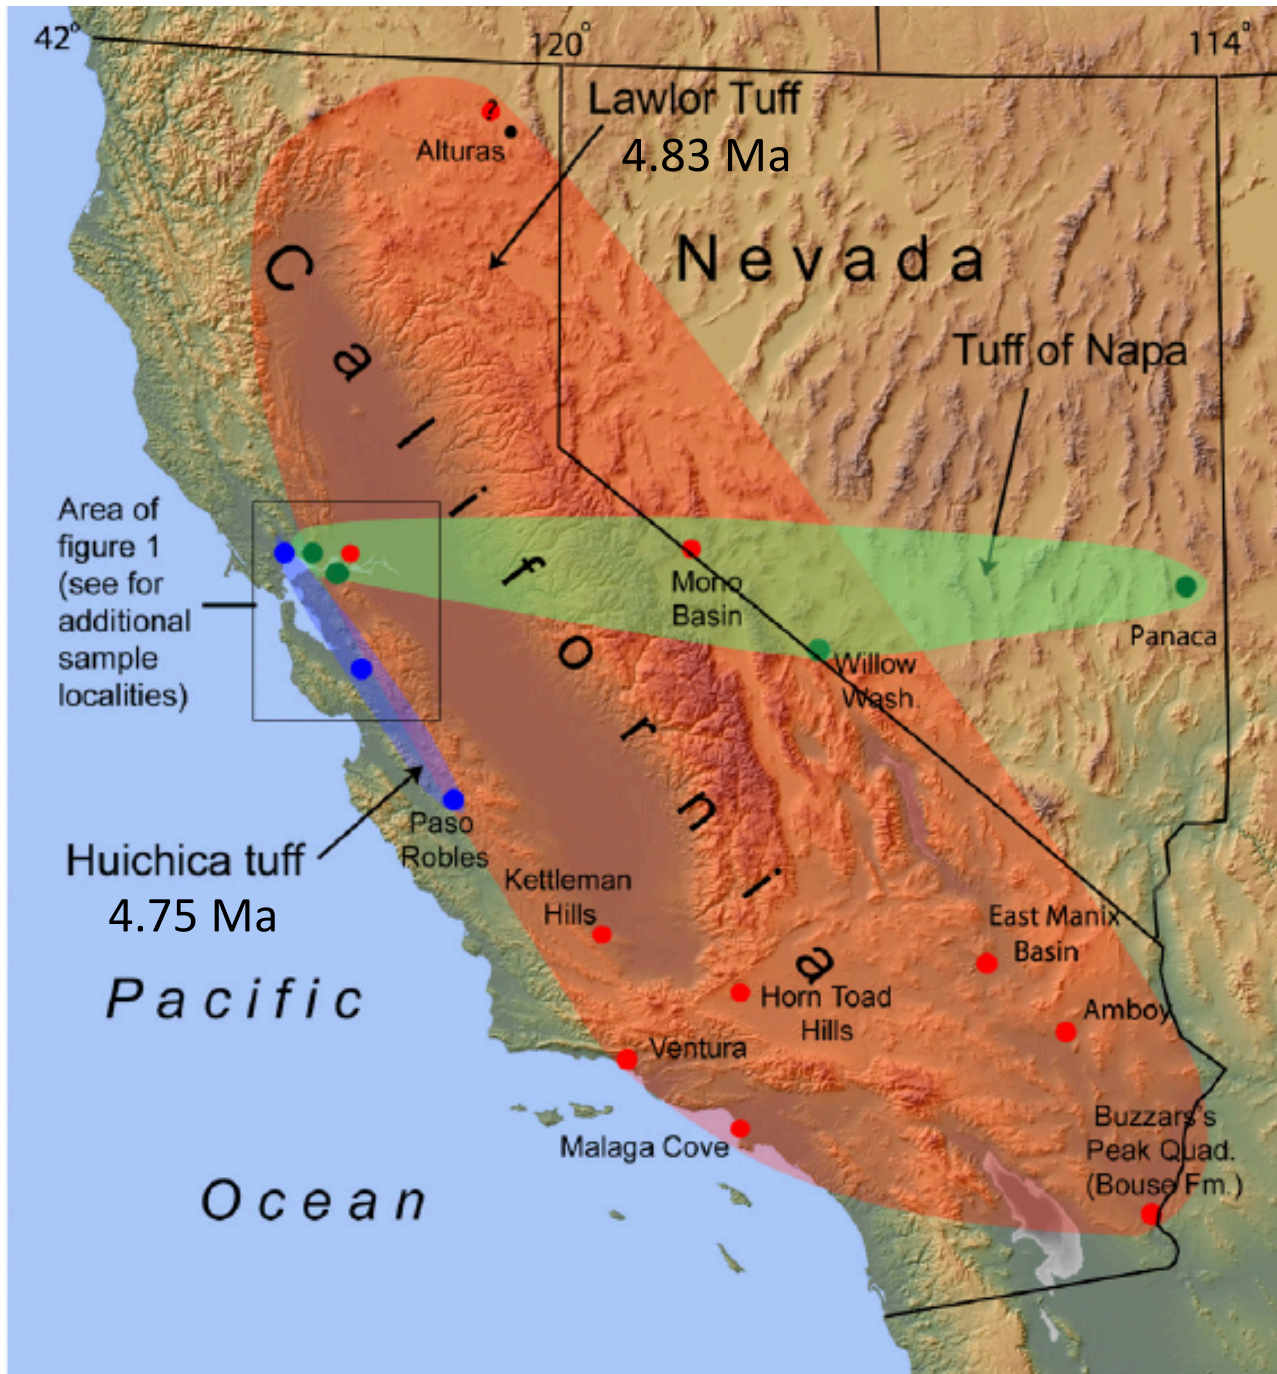 42°
120°
114°
Lawlor Tuff
4.83 Ma
?
Alturas
Nevada
California
Tuff of Napa
Area of
figure 1
(see for
additional
sample
localities)
Mono
Basin
Panaca
Willow
Wash.
Paso
Robles
Huichica tuff
4.75 Ma
Kettleman
Hills
East Manix
Basin
Pacific
Ocean
Horn Toad
Hills
Amboy
Ventura
Malaga Cove
Buzzars's
Peak Quad.
(Bouse Fm.)